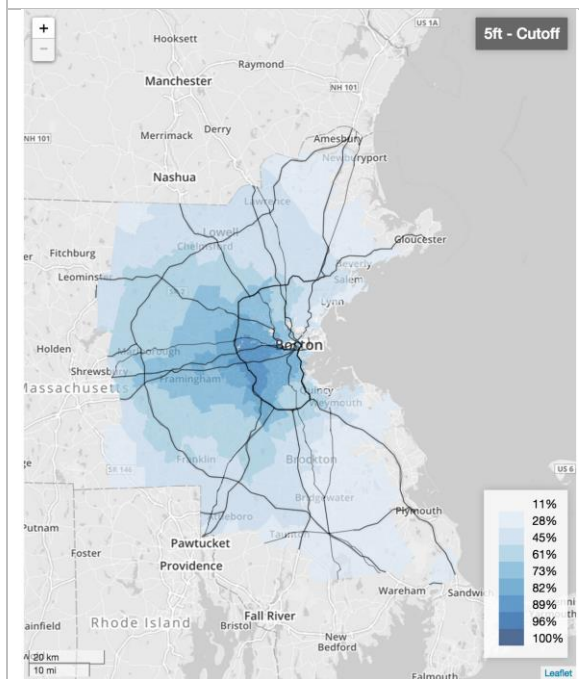 +
−
5ft - Cutoff
US 1A
Hooksett
Raymond
Manchester
NH 101
NH 101
Merrimack
Derry
Amesbury
Newburyport
Nashua
Lawrence
Lowell
Chelmsford
Gloucester
Fitchburg
Beverly
Salem
Leominster
Lynn
Boston
Holden
Marlborough
Shrewsbury
Framingham
Massachusetts
Quincy
Weymouth
SR 146
Franklin
Brockton
Bridgewater
US 6
Attleboro
Plymouth
Putnam
Pawtucket
Taunton
Foster
Providence
Wareham
Sandwich
Fall River
Rhode Island
Bristol
New
Bedford
Falmouth
11%
28%
45%
61%
73%
82%
89%
96%
100%
20 km
10 mi
Leaflet